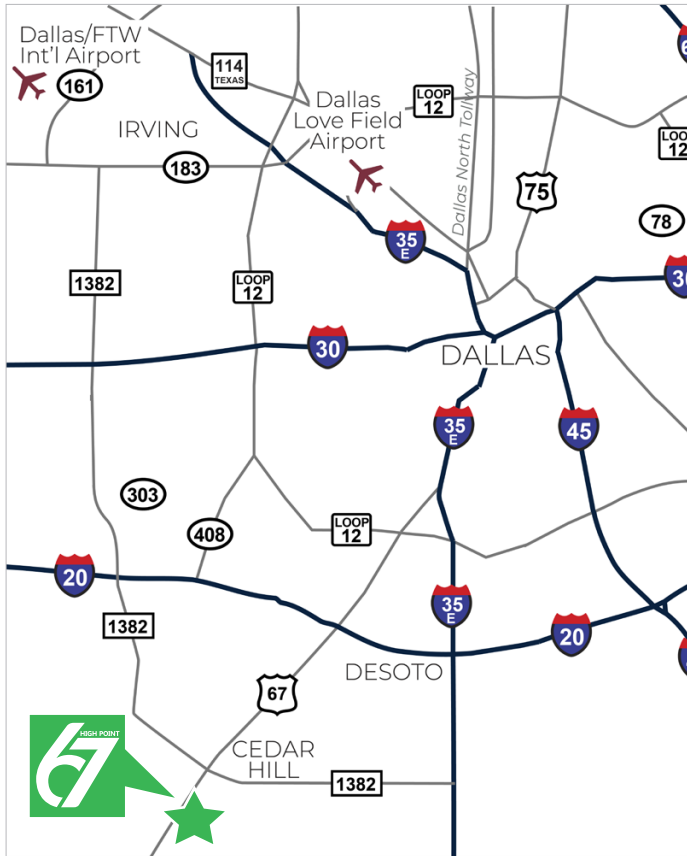 Dallas/FTW
Int'l Airport
161
114
TEXAS
LOOP
12
Dallas
Love Field
Airport
Dallas North Tollway
IRVING
183
LOOP
12
75
78
35
E
1382
LOOP
12
30
30
DALLAS
35
E
45
303
408
LOOP
12
20
35
E
1382
20
DESOTO
67
HIGH POINT
67
CEDAR
HILL
1382